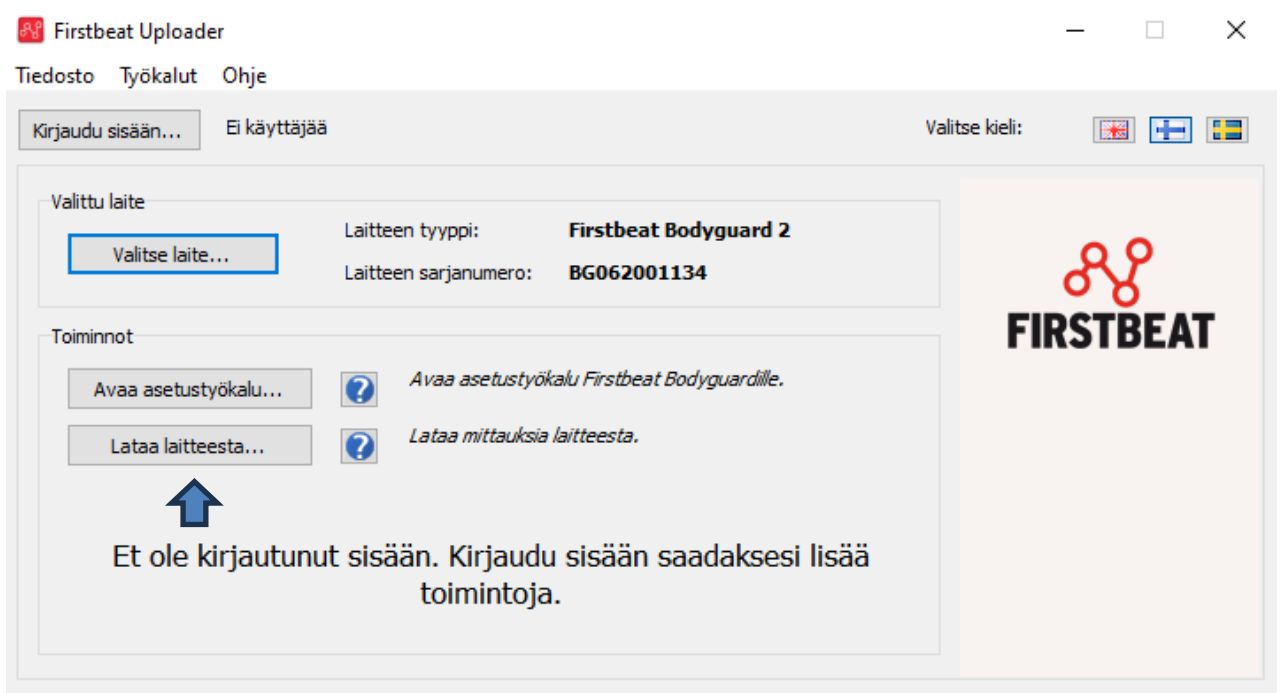 Firstbeat Uploader
Tiedosto Työkalut Ohje
Kirjaudu sisään... Ei käyttäjää Valitse kieli:
Valittu laite
Valitse laite... Laitteen tyyppi: Firstbeat Bodyguard 2
Laitteen sarjanumero: BG062001134
FIRSTBEAT
Toiminnot
Avaa asetustyökalu... ? Avaa asetustyökalu Firstbeat Bodyguardille.
Lataa laitteesta... ? Lataa mittauksia laitteesta.
Et ole kirjautunut sisään. Kirjaudu sisään saadaksesi lisää
toimintoja.